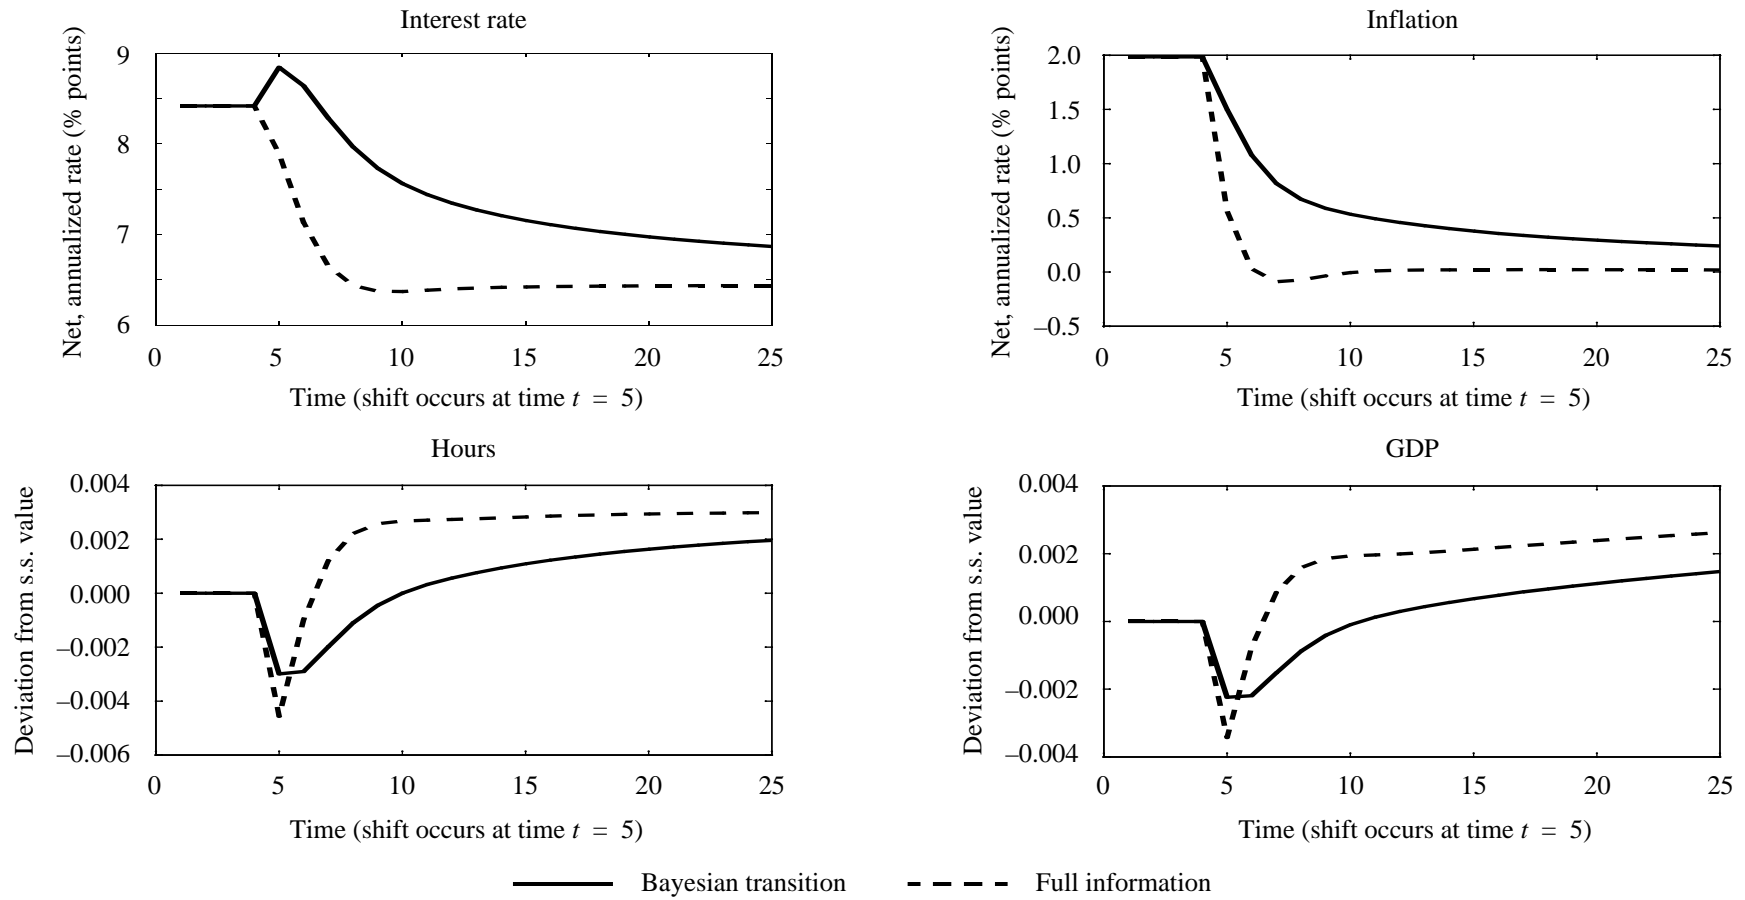 Interest rate
Net, annualized rate (% points)
9
8
7
6
0 5 10 15 20 25
Time (shift occurs at time t = 5)
Inflation
Net, annualized rate (% points)
2.0
1.5
1.0
0.5
0.0
–0.5
0 5 10 15 20 25
Time (shift occurs at time t = 5)
Hours
Deviation from s.s. value
0.004
0.002
0.000
–0.002
–0.004
–0.006
0 5 10 15 20 25
Time (shift occurs at time t = 5)
GDP
Deviation from s.s. value
0.004
0.002
0.000
–0.002
–0.004
0 5 10 15 20 25
Time (shift occurs at time t = 5)
Bayesian transition Full information